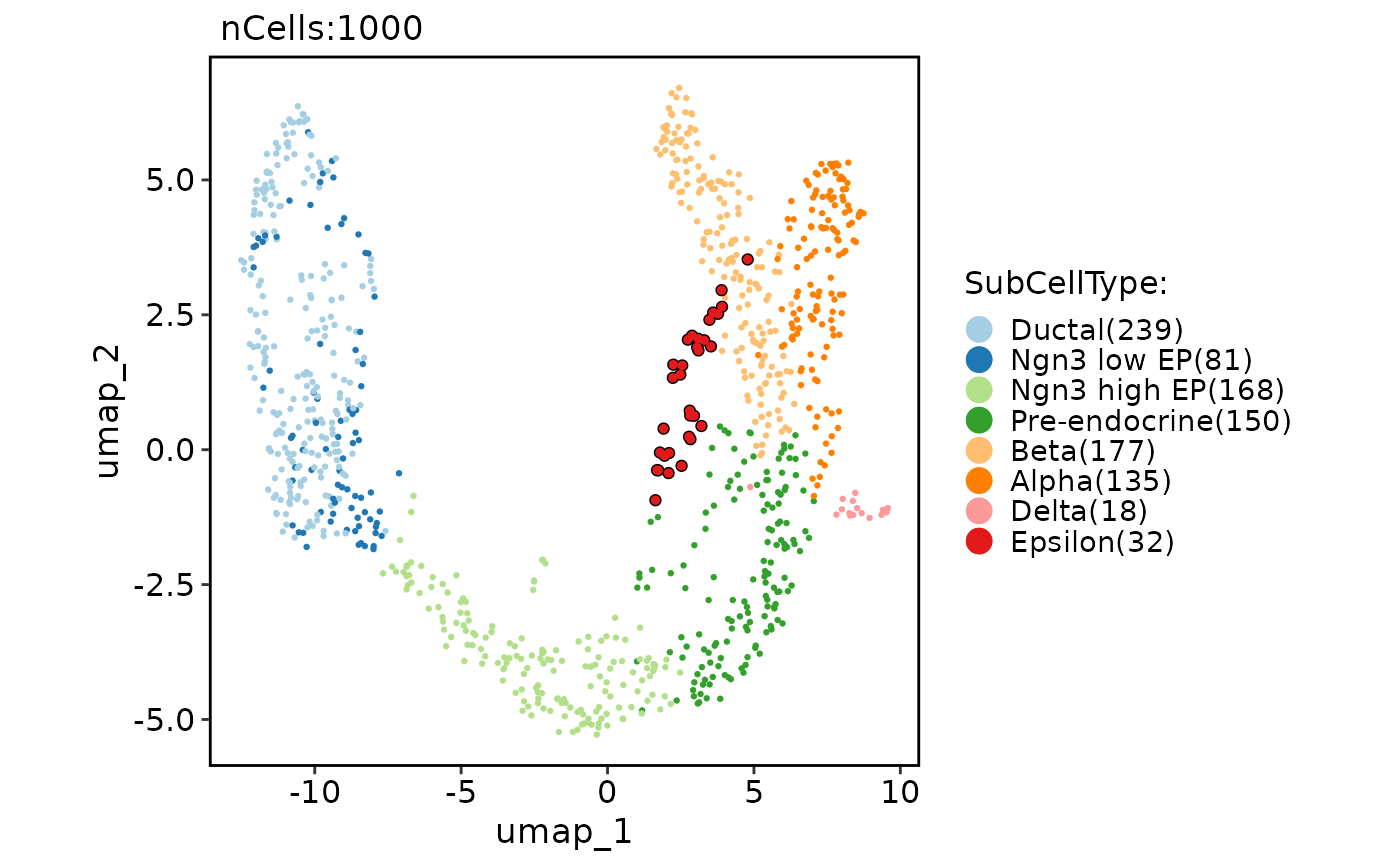 nCells:1000
umap_2
5.0
2.5
0.0
-2.5
-5.0
-10
-5
0
5
10
umap_1
SubCellType:
Ductal(239)
Ngn3 low EP(81)
Ngn3 high EP(168)
Pre-endocrine(150)
Beta(177)
Alpha(135)
Delta(18)
Epsilon(32)